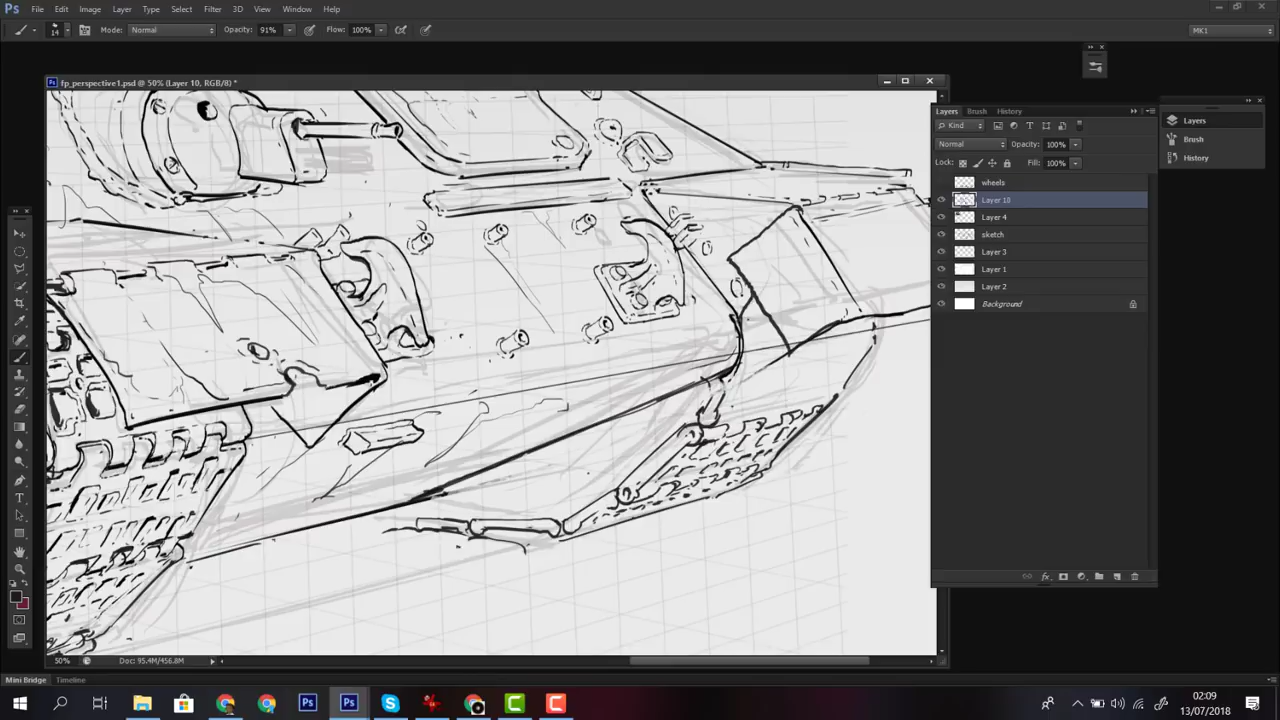 Ps File Edit Image Layer Type Select Filter 3D View Window Help
14 Mode: Normal Opacity: 91% Flow: 100% MK1
fp_perspective1.psd @ 50% (Layer 10, RGB/8) *
Layers Brush History
Kind
Normal Opacity: 100%
Lock: Fill: 100%
wheels
Layer 10
Layer 4
sketch
Layer 3
Layer 1
Layer 2
Background
Layers
Brush
History
50% Doc: 95.4M/456.8M
Mini Bridge Timeline
Ps Ps
02:09
13/07/2018